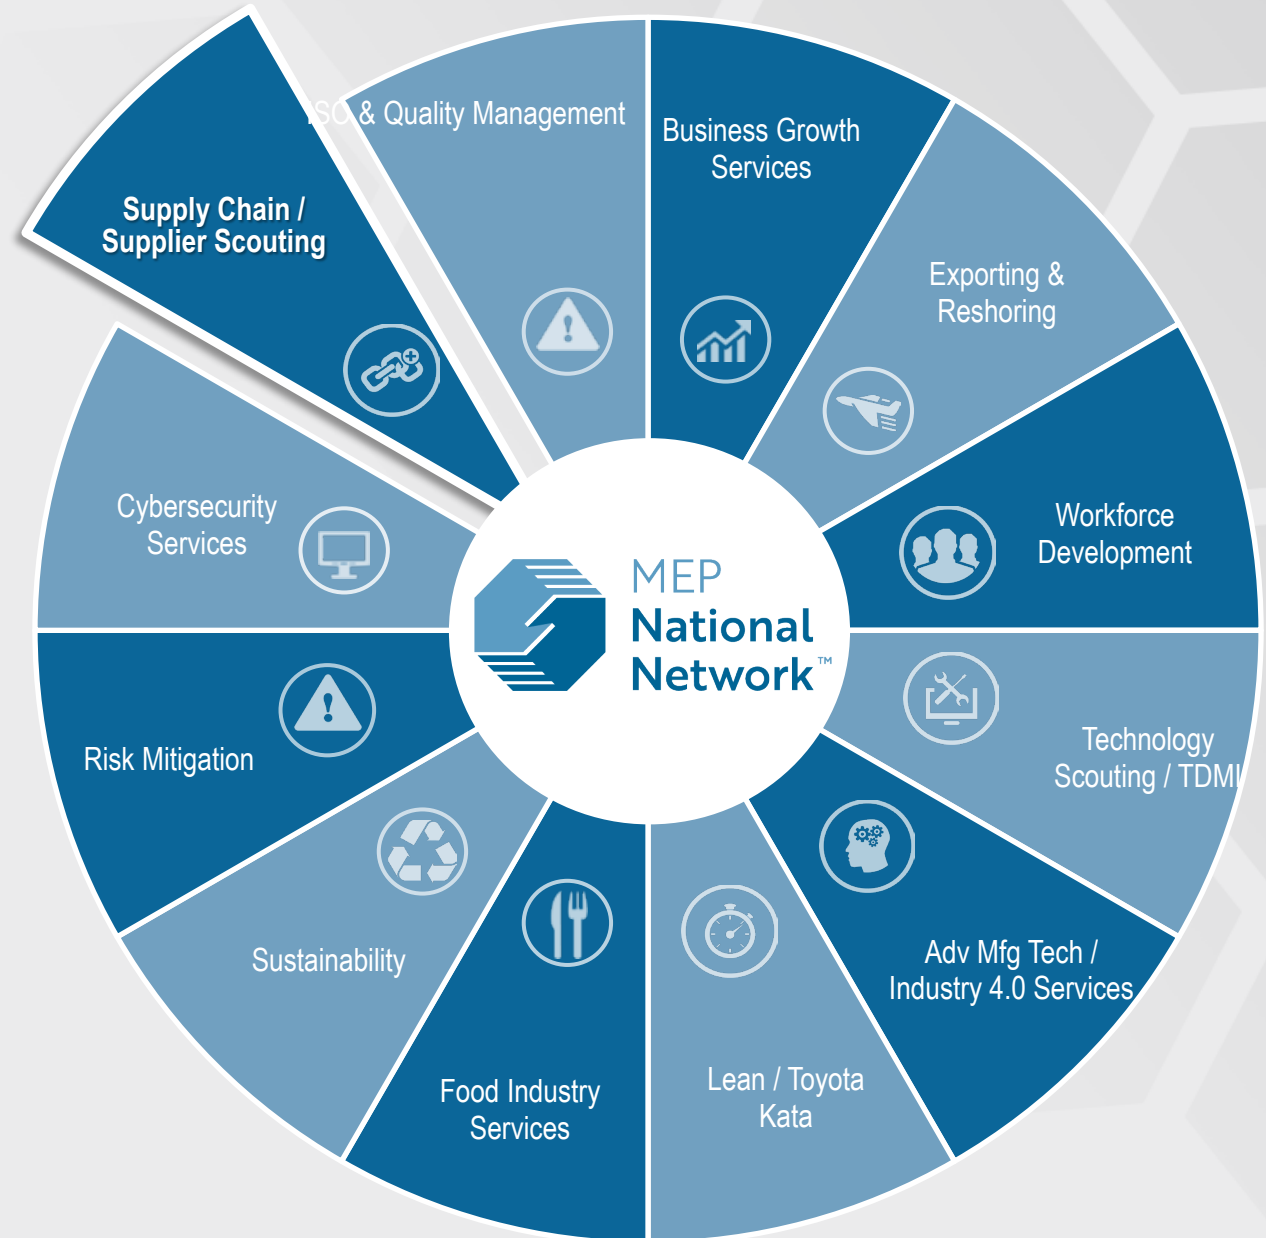 ISO & Quality Management
Business Growth
Services
Exporting &
Reshoring
Workforce
Development
Technology
Scouting / TDMI
Adv Mfg Tech /
Industry 4.0 Services
Lean / Toyota
Kata
Food Industry
Services
Sustainability
Risk Mitigation
Cybersecurity
Services
Supply Chain /
Supplier Scouting
MEP
National
Network™